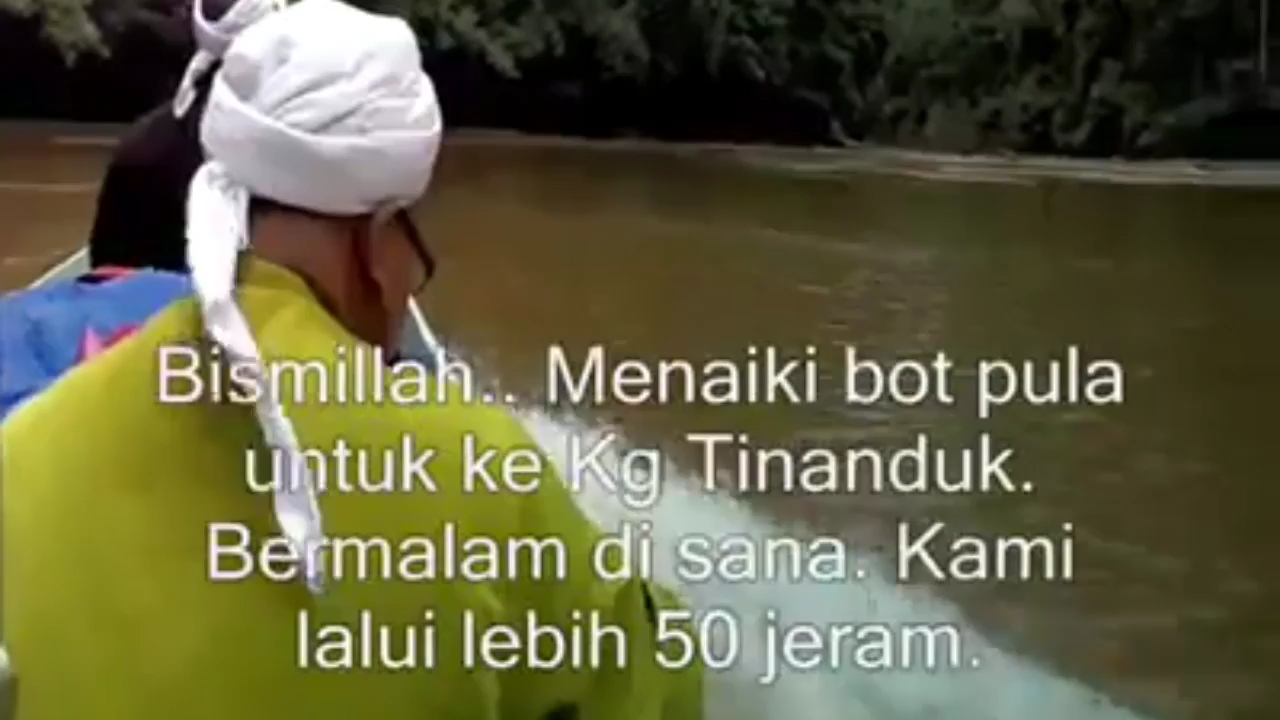 Bismillah.. Menaiki bot pula
untuk ke Kg Tinanduk.
Bermalam di sana. Kami
lalui lebih 50 jeram.